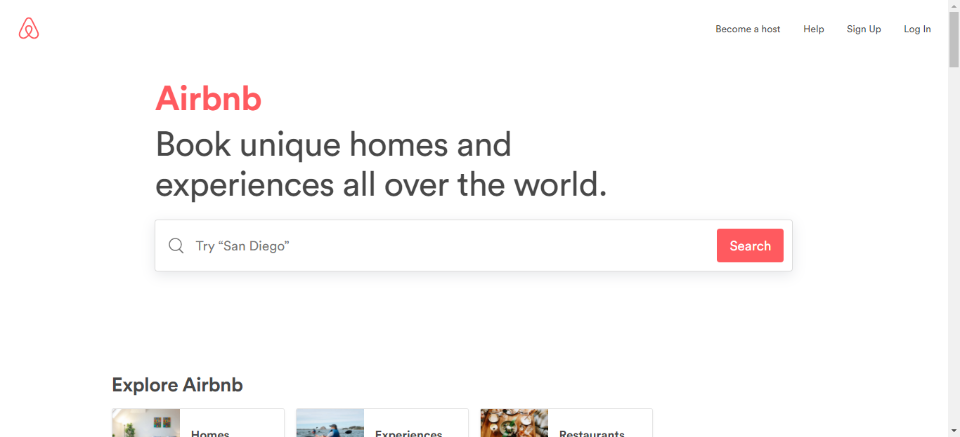 Become a host Help Sign Up Log In
Airbnb
Book unique homes and
experiences all over the world.
Try “San Diego” Search
Explore Airbnb
Homes Experiences Restaurants